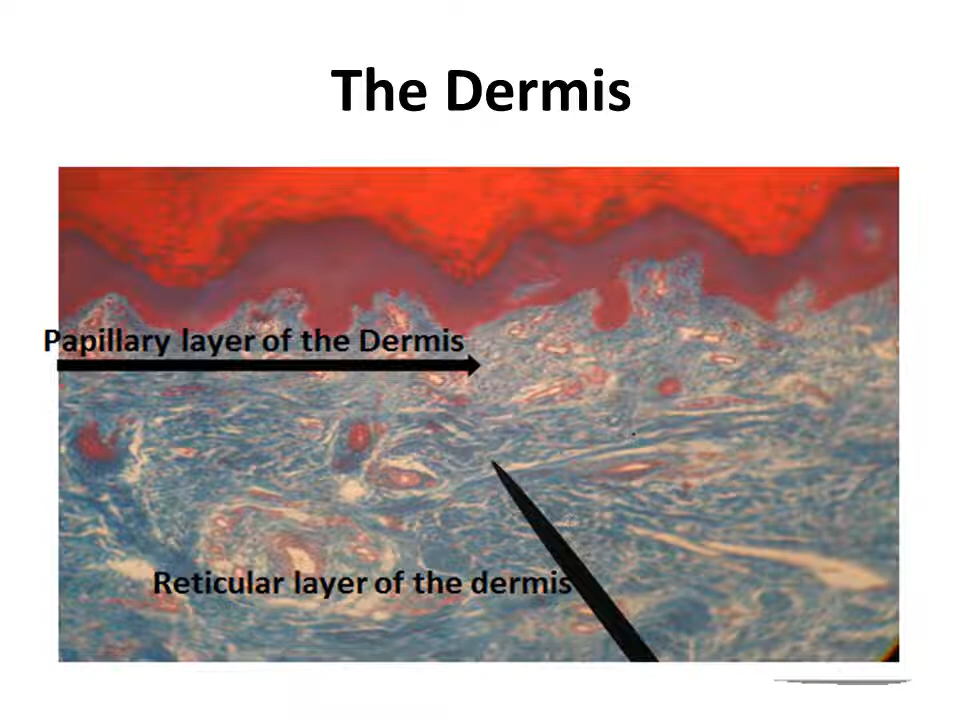 The Dermis
Papillary layer of the Dermis
Reticular layer of the dermis